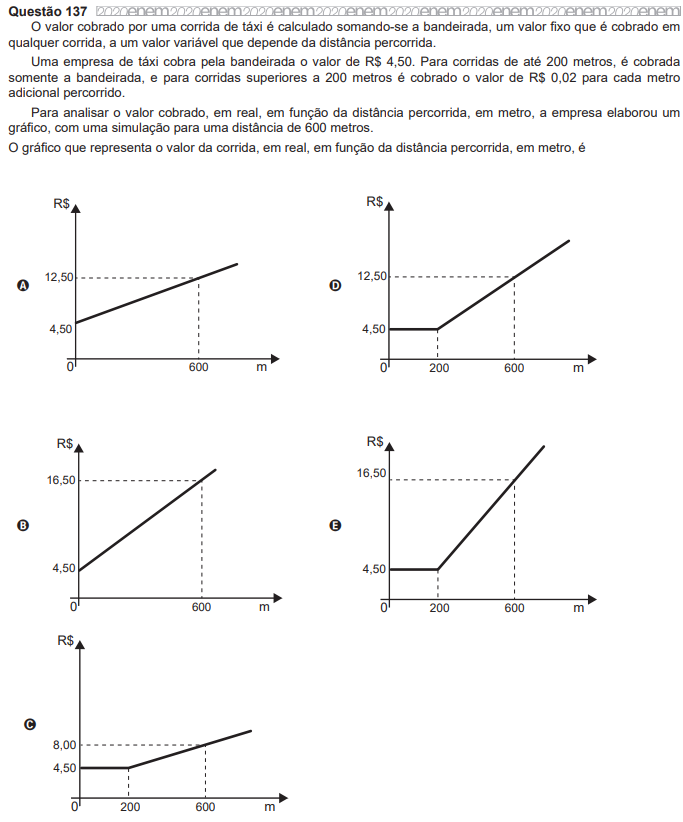 Questão 137 2020enem2020enem2020enem2020enem2020enem2020enem2020enem2020enem
O valor cobrado por uma corrida de táxi é calculado somando-se a bandeirada, um valor fixo que é cobrado em
qualquer corrida, a um valor variável que depende da distância percorrida.
Uma empresa de táxi cobra pela bandeirada o valor de R$ 4,50. Para corridas de até 200 metros, é cobrada
somente a bandeirada, e para corridas superiores a 200 metros é cobrado o valor de R$ 0,02 para cada metro
adicional percorrido.
Para analisar o valor cobrado, em real, em função da distância percorrida, em metro, a empresa elaborou um
gráfico, com uma simulação para uma distância de 600 metros.
O gráfico que representa o valor da corrida, em real, em função da distância percorrida, em metro, é
A
R$
12,50
4,50
0
600
m
B
R$
16,50
4,50
0
600
m
C
R$
8,00
4,50
0
200
600
m
D
R$
12,50
4,50
0
200
600
m
E
R$
16,50
4,50
0
200
600
m